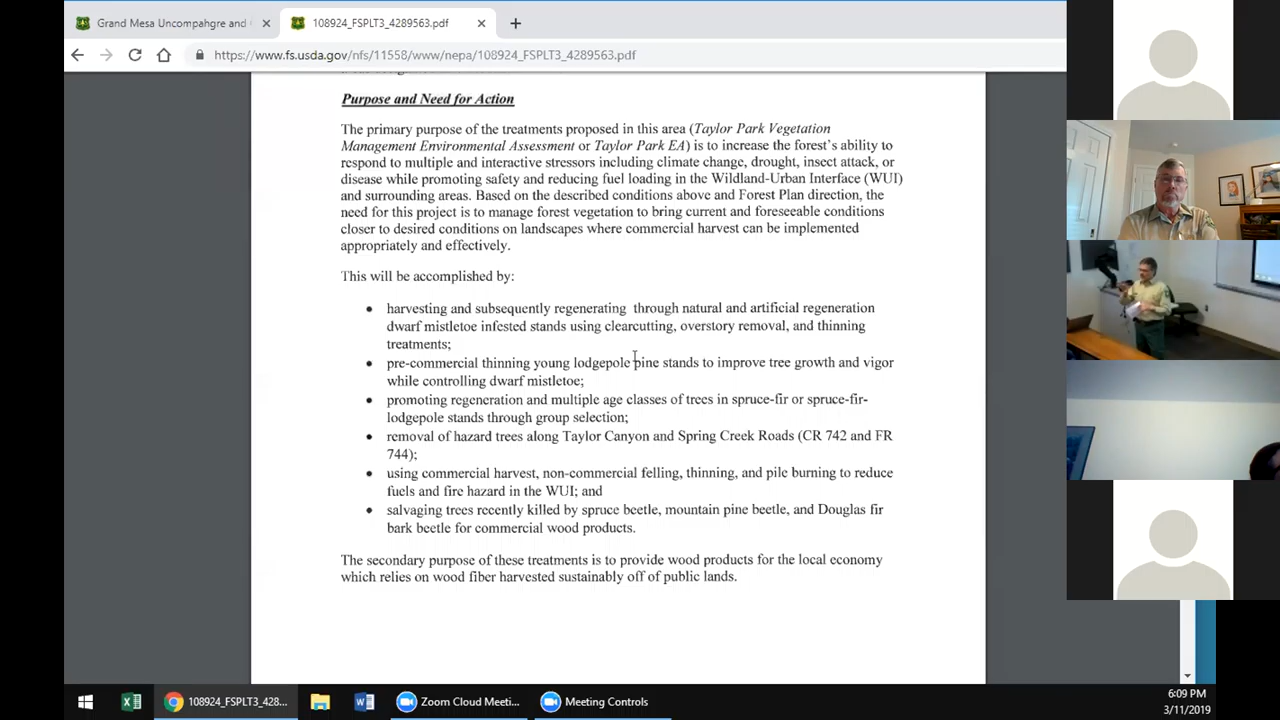 Grand Mesa Uncompahgre and
108924_FSPLT3_4289563.pdf
https://www.fs.usda.gov/nfs/11558/www/nepa/108924_FSPLT3_4289563.pdf
Purpose and Need for Action
The primary purpose of the treatments proposed in this area (Taylor Park Vegetation
Management Environmental Assessment or Taylor Park EA) is to increase the forest's ability to
respond to multiple and interactive stressors including climate change, drought, insect attack, or
disease while promoting safety and reducing fuel loading in the Wildland-Urban Interface (WUI)
and surrounding areas. Based on the described conditions above and Forest Plan direction, the
need for this project is to manage forest vegetation to bring current and foreseeable conditions
closer to desired conditions on landscapes where commercial harvest can be implemented
appropriately and effectively.
This will be accomplished by:
• harvesting and subsequently regenerating through natural and artificial regeneration
dwarf mistletoe infested stands using clearcutting, overstory removal, and thinning
treatments;
• pre-commercial thinning young lodgepole pine stands to improve tree growth and vigor
while controlling dwarf mistletoe;
• promoting regeneration and multiple age classes of trees in spruce-fir or spruce-fir-
lodgepole stands through group selection;
• removal of hazard trees along Taylor Canyon and Spring Creek Roads (CR 742 and FR
744);
• using commercial harvest, non-commercial felling, thinning, and pile burning to reduce
fuels and fire hazard in the WUI; and
• salvaging trees recently killed by spruce beetle, mountain pine beetle, and Douglas fir
bark beetle for commercial wood products.
The secondary purpose of these treatments is to provide wood products for the local economy
which relies on wood fiber harvested sustainably off of public lands.
108924_FSPLT3_428...
Zoom Cloud Meeti...
Meeting Controls
6:09 PM
3/11/2019